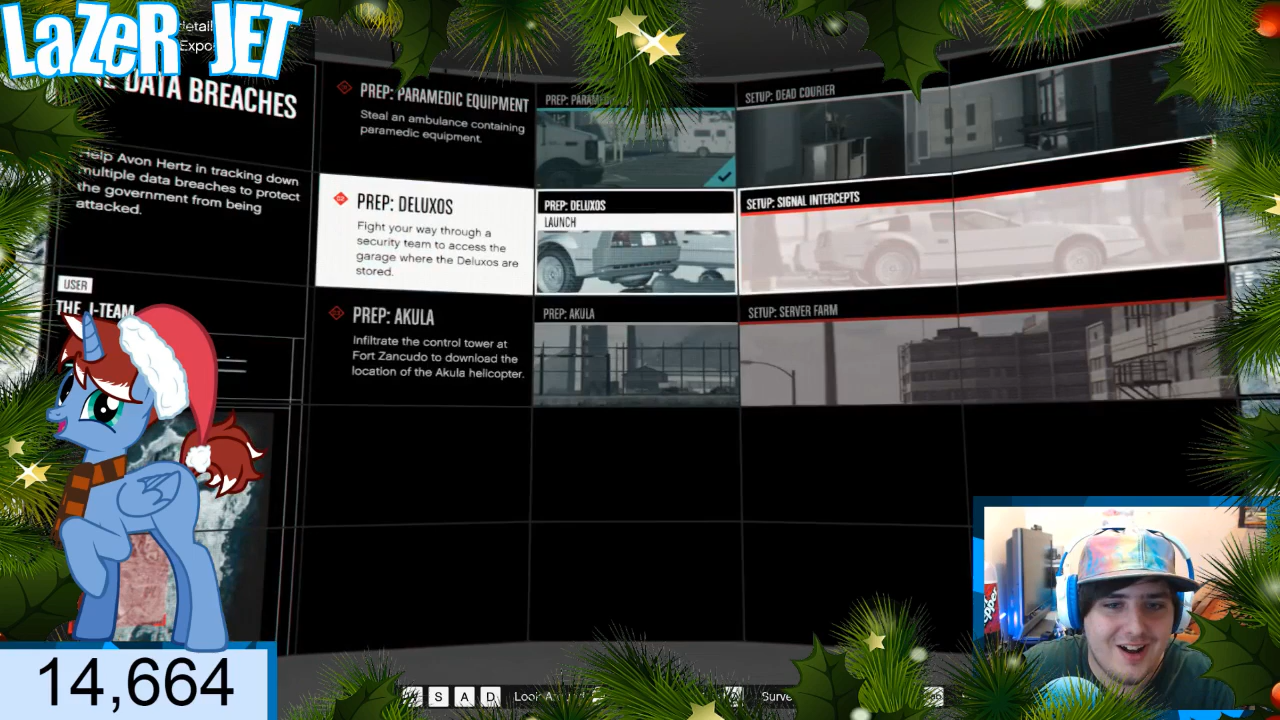 LaZeR JET
DATA BREACHES
Help Avon Hertz in tracking down
multiple data breaches to protect
the government from being
attacked.
USER
THE J-TEAM
PREP: PARAMEDIC EQUIPMENT
Steal an ambulance containing
paramedic equipment.
PREP: DELUXOS
Fight your way through a
security team to access the
garage where the Deluxos are
stored.
PREP: AKULA
Infiltrate the control tower at
Fort Zancudo to download the
location of the Akula helicopter.
PREP:
PREP: DELUXOS
LAUNCH
PREP: AKULA
SETUP: DEAD COURIER
SETUP: SIGNAL INTERCEPTS
SETUP: SERVER FARM
14,664
S A D Look